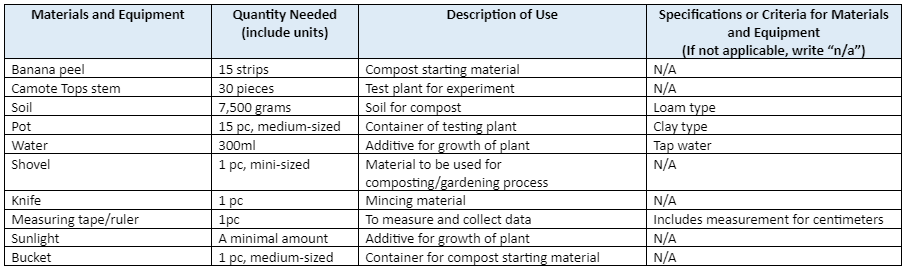 Materials and Equipment Quantity Needed Description of Use Specifications or Criteria for Materials
(include units) and Equipment
(If not applicable, write “n/a”)
Banana peel 15 strips Compost starting material N/A
Camote Tops stem 30 pieces Test plant for experiment N/A
Soil 7,500 grams Soil for compost Loam type
Pot 15 pc, medium-sized Container of testing plant Clay type
Water 300ml Additive for growth of plant Tap water
Shovel 1 pc, mini-sized Material to be used for N/A
composting/gardening process
Knife 1 pc Mincing material N/A
Measuring tape/ruler 1pc To measure and collect data Includes measurement for centimeters
Sunlight A minimal amount Additive for growth of plant N/A
Bucket 1 pc, medium-sized Container for compost starting material N/A